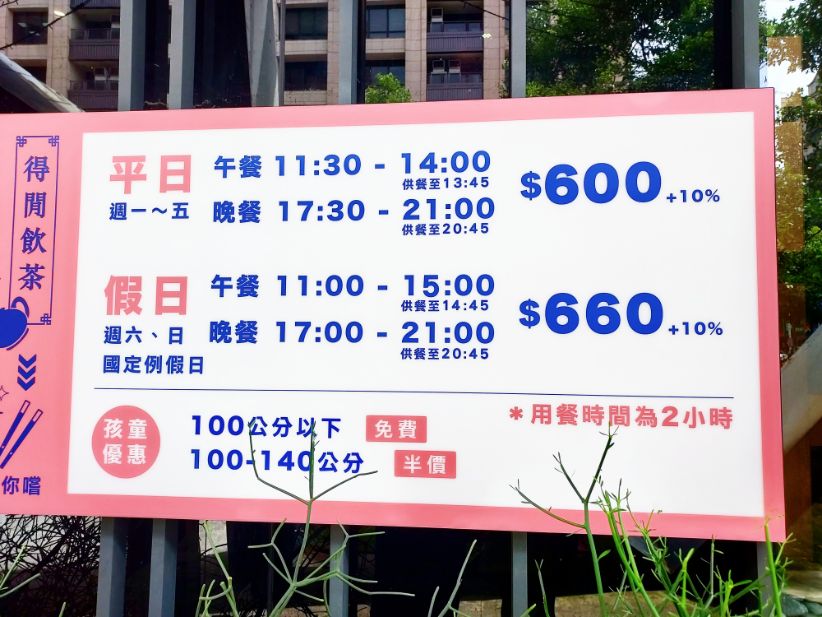 得閒飲茶
你嚐
平日 午餐 11:30 - 14:00
供餐至13:45
週一～五 晚餐 17:30 - 21:00
供餐至20:45
$600 +10%
假日 午餐 11:00 - 15:00
供餐至14:45
週六、日 晚餐 17:00 - 21:00
供餐至20:45
國定例假日
$660 +10%
＊用餐時間為2小時
孩童
優惠
100公分以下 免費
100-140公分 半價